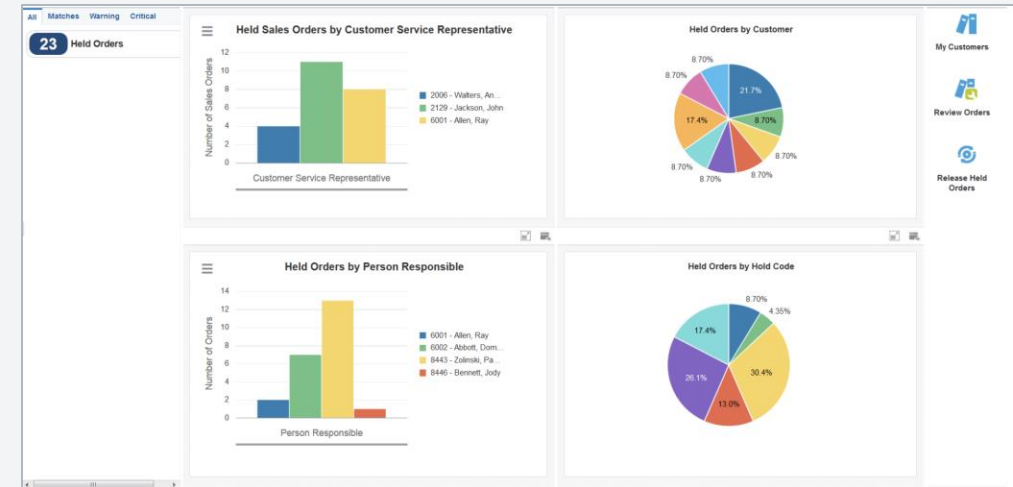 All Matches Warning Critical
23 Held Orders
Held Sales Orders by Customer Service Representative
Number of Sales Orders
12
10
8
6
4
2
0
Customer Service Representative
2006 - Walters, An...
2129 - Jackson, John
6001 - Allen, Ray
Held Orders by Customer
8.70%
8.70%
21.7%
17.4%
8.70%
8.70%
8.70%
8.70%
8.70%
My Customers
Review Orders
Release Held
Orders
Held Orders by Person Responsible
Number of Orders
14
12
10
8
6
4
2
0
Person Responsible
6001 - Allen, Ray
6002 - Abbott, Dom...
8443 - Zolinski, Pa...
8446 - Bennett, Jody
Held Orders by Hold Code
8.70%
4.35%
17.4%
30.4%
26.1%
13.0%